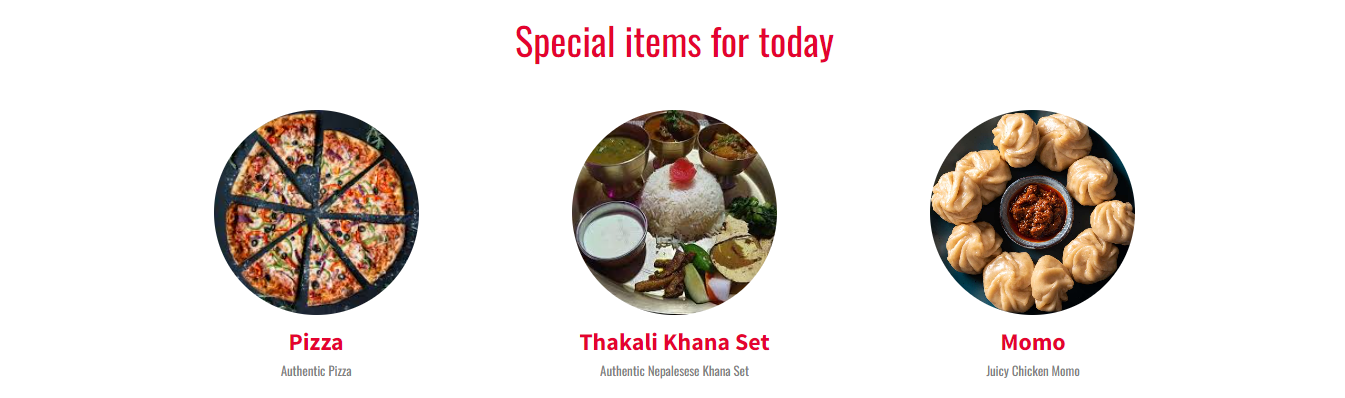 Special items for today
Pizza
Thakali Khana Set
Momo
Authentic Pizza
Authentic Nepalesese Khana Set
Juicy Chicken Momo